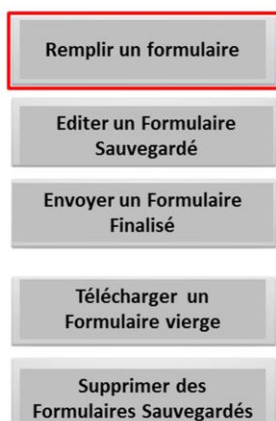 Remplir un formulaire
Editer un Formulaire
Sauvegardé
Envoyer un Formulaire
Finalisé
Télécharger un
Formulaire vierge
Supprimer des
Formulaires Sauvegardés